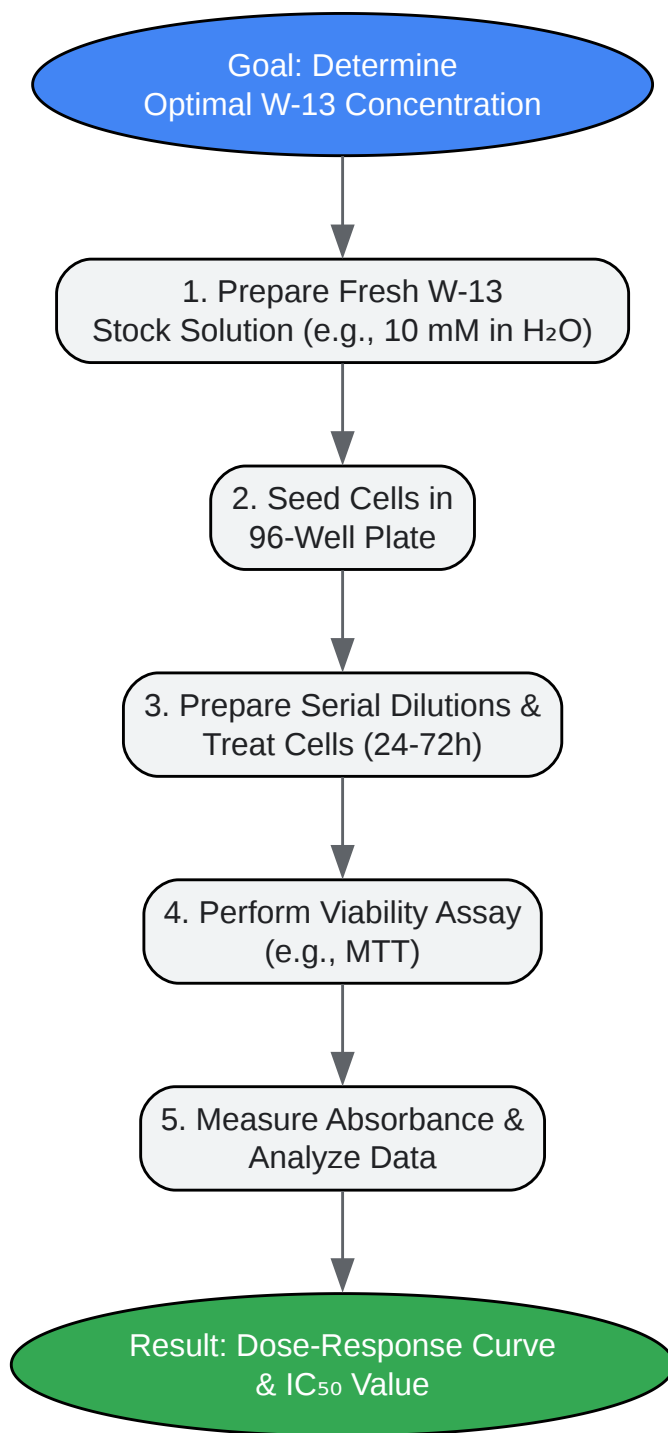 Goal: Determine
Optimal W-13 Concentration
1. Prepare Fresh W-13
Stock Solution (e.g., 10 mM in H₂O)
2. Seed Cells in
96-Well Plate
3. Prepare Serial Dilutions &
Treat Cells (24-72h)
4. Perform Viability Assay
(e.g., MTT)
5. Measure Absorbance &
Analyze Data
Result: Dose-Response Curve
& IC₅₀ Value